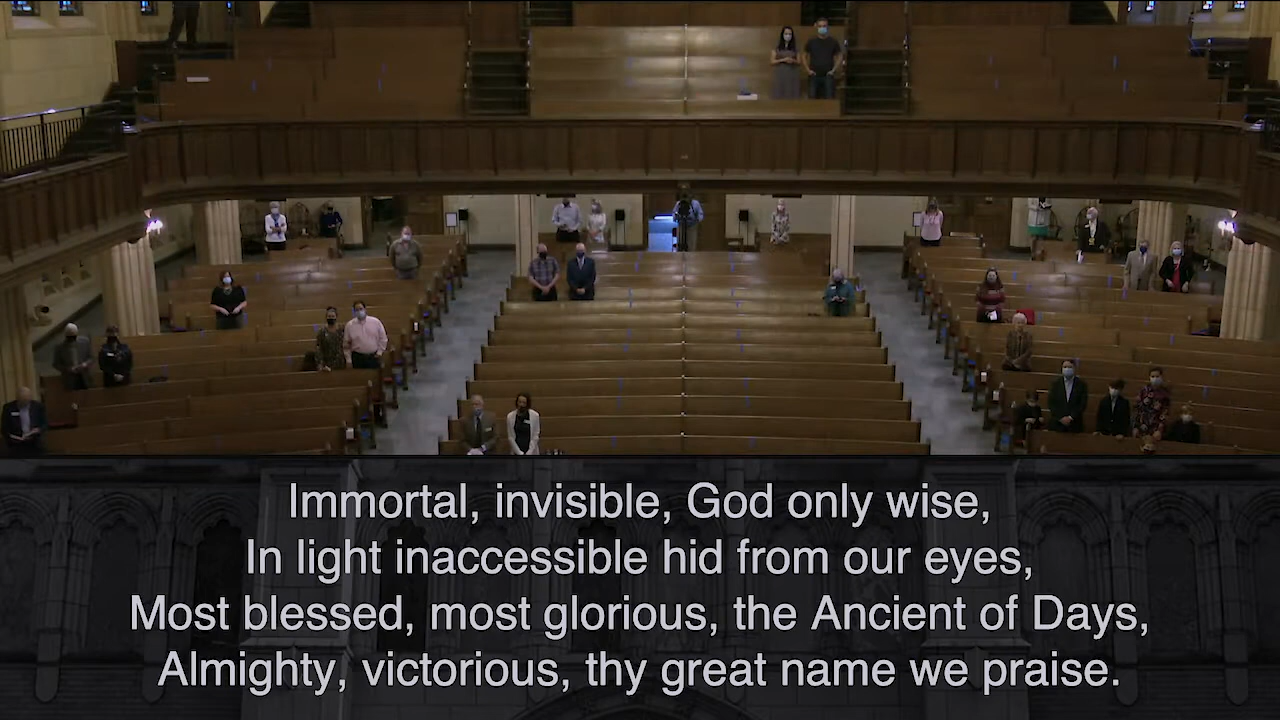 Immortal, invisible, God only wise,
In light inaccessible hid from our eyes,
Most blessed, most glorious, the Ancient of Days,
Almighty, victorious, thy great name we praise.